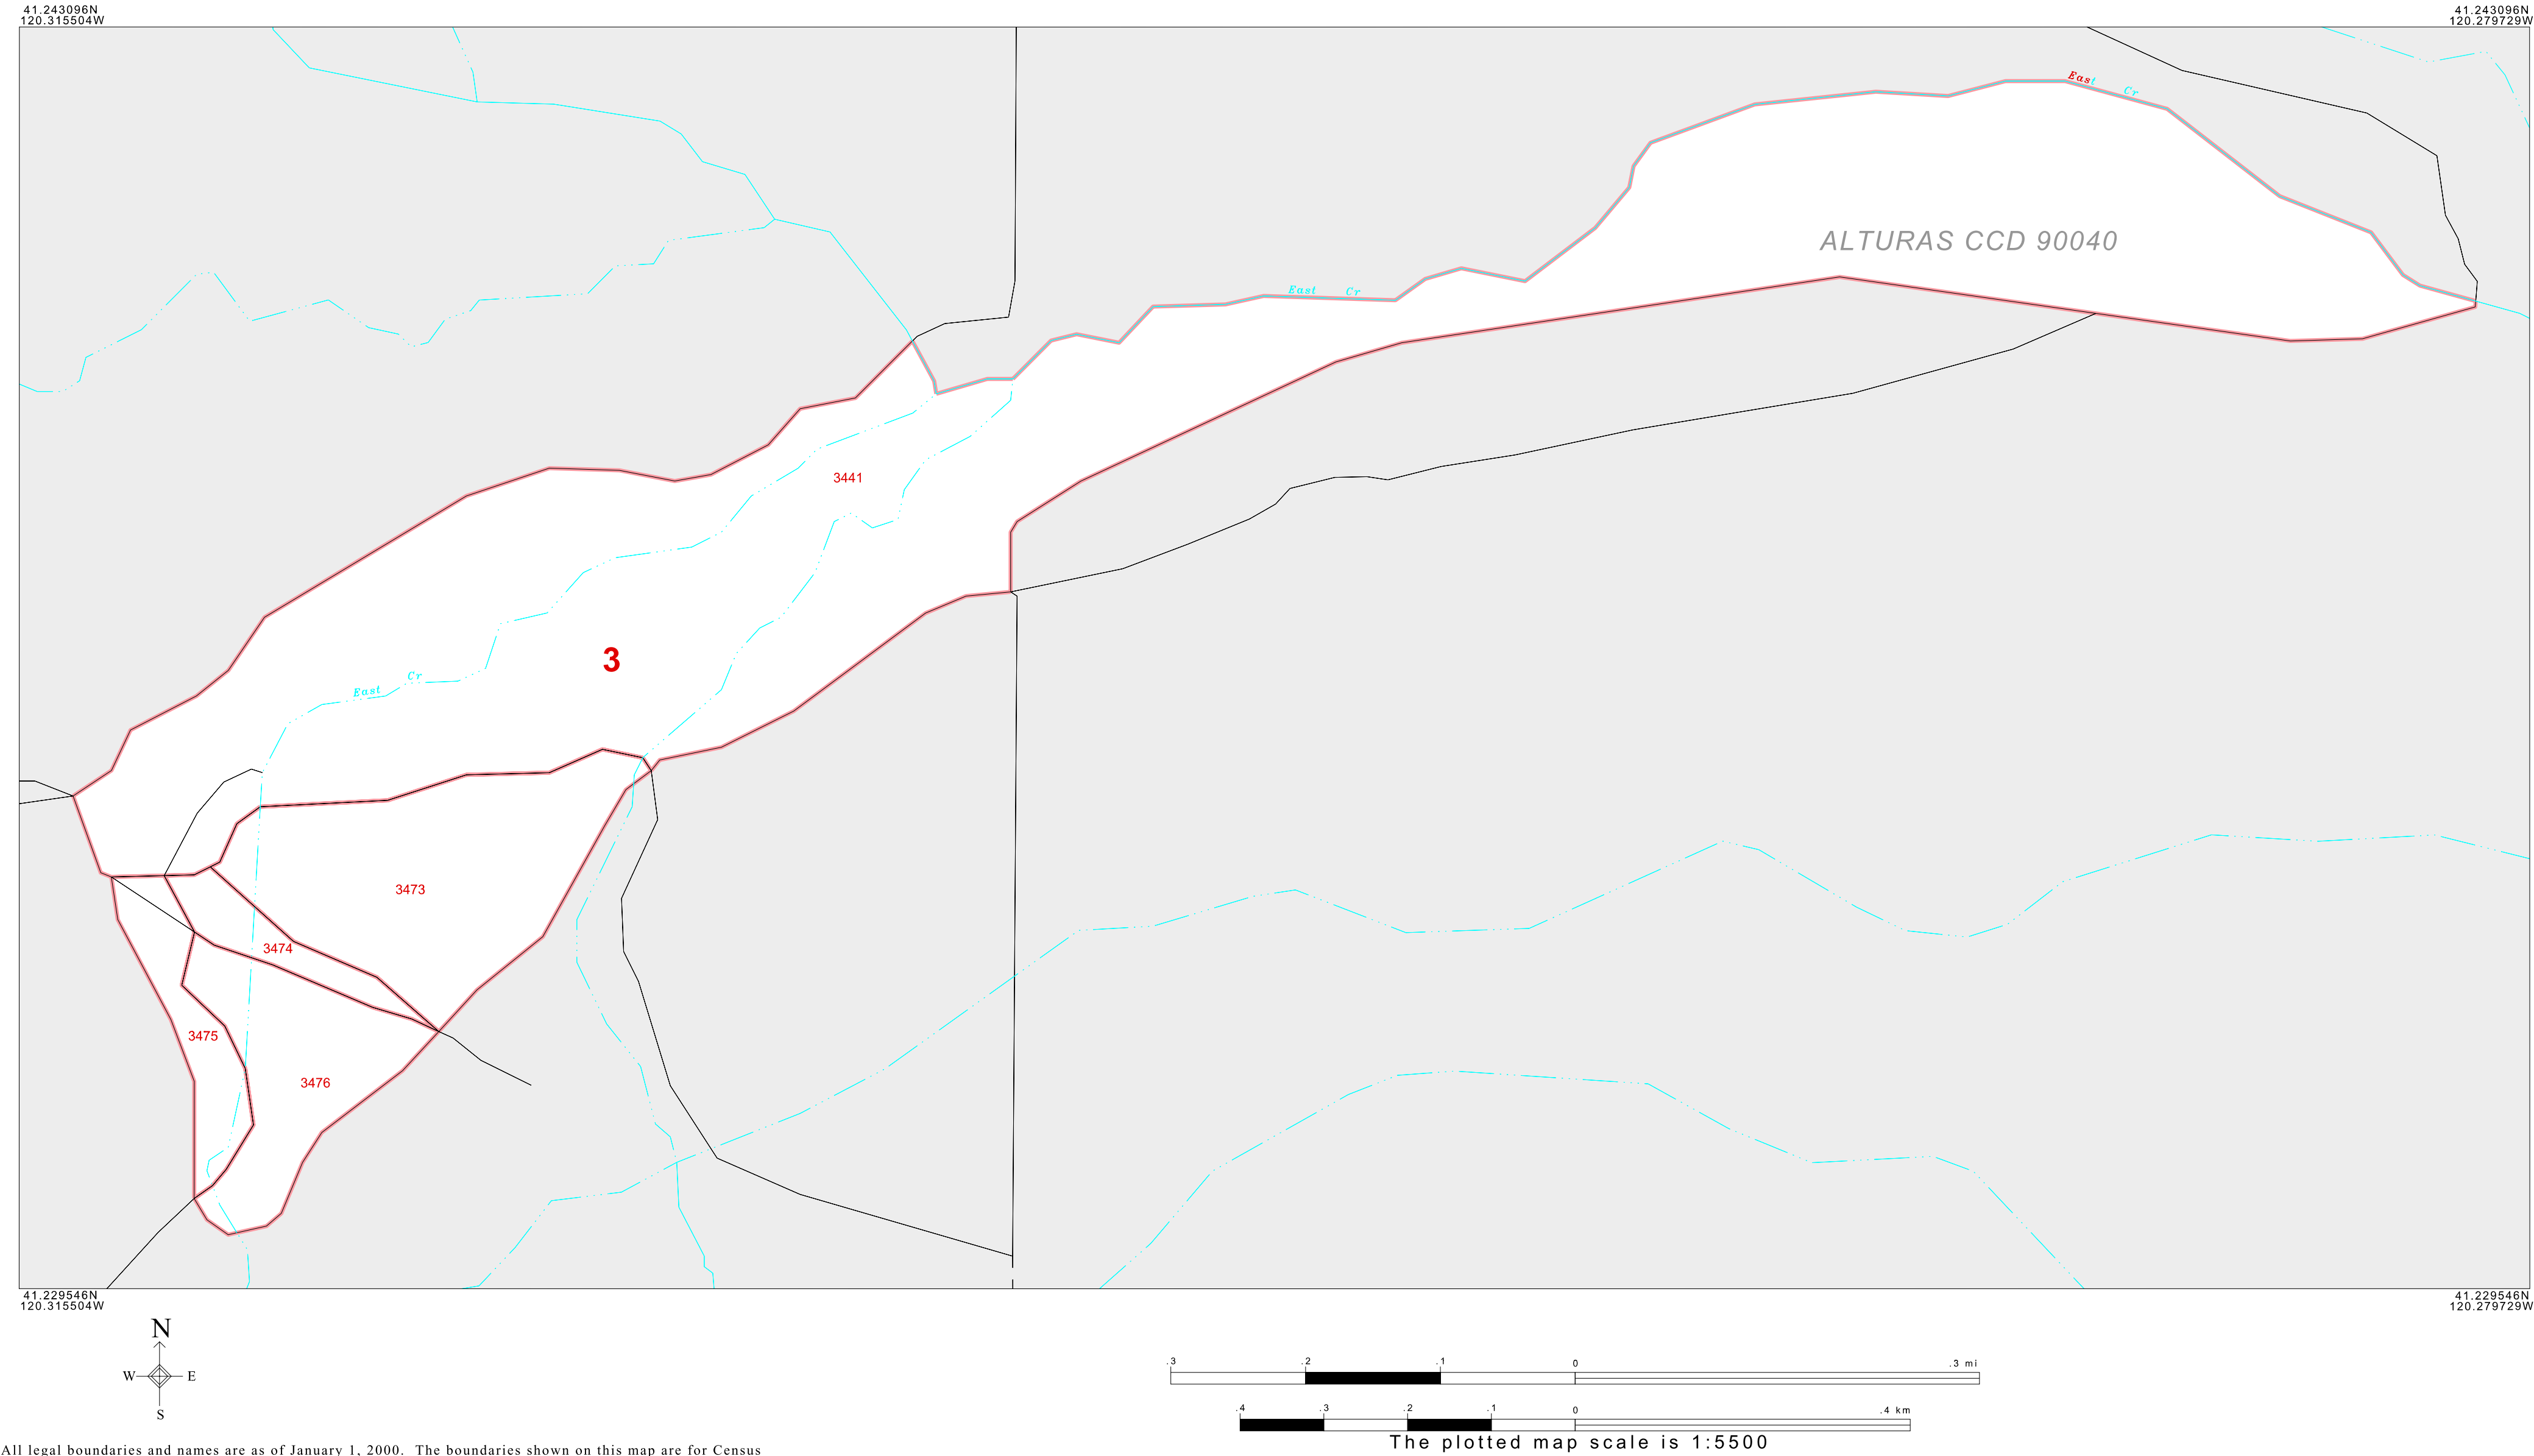 41.243096N
120.315504W
41.243096N
120.279729W
East Cr
ALTURAS CCD 90040
East Cr
3441
3
East Cr
3473
3474
3475
3476
41.229546N
120.315504W
41.229546N
120.279729W
N
W E
S
.3 .2 .1 0 .3 mi
.4 .3 .2 .1 0 .4 km
The plotted map scale is 1:5500
All legal boundaries and names are as of January 1, 2000. The boundaries shown on this map are for Census